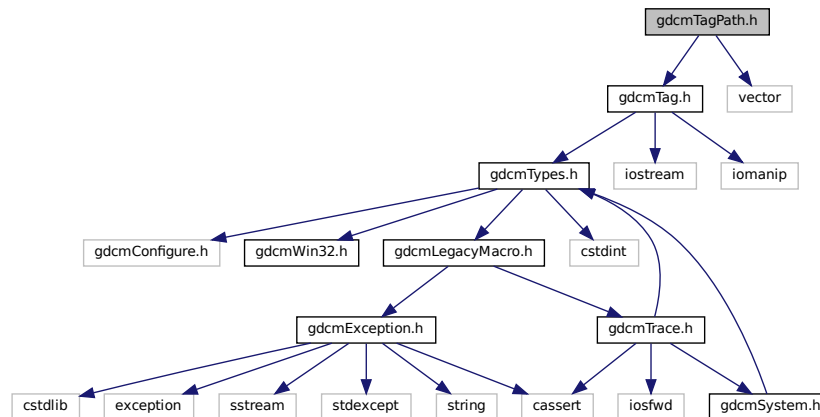 gdcmTagPath.h
gdcmTag.h
vector
gdcmTypes.h
iostream
iomanip
gdcmConfigure.h
gdcmWin32.h
gdcmLegacyMacro.h
cstdint
gdcmException.h
gdcmTrace.h
cstdlib
exception
sstream
stdexcept
string
cassert
iosfwd
gdcmSystem.h